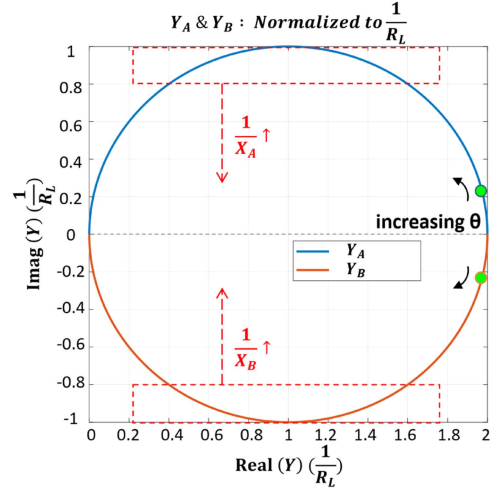 Y_A & Y_B : Normalized to 1/R_L
Imag (Y) (1/R_L)
1
0.8
0.6
0.4
0.2
0
-0.2
-0.4
-0.6
-0.8
-1
1/X_A ↑
increasing θ
Y_A
Y_B
1/X_B ↑
0 0.2 0.4 0.6 0.8 1 1.2 1.4 1.6 1.8 2
Real (Y) (1/R_L)